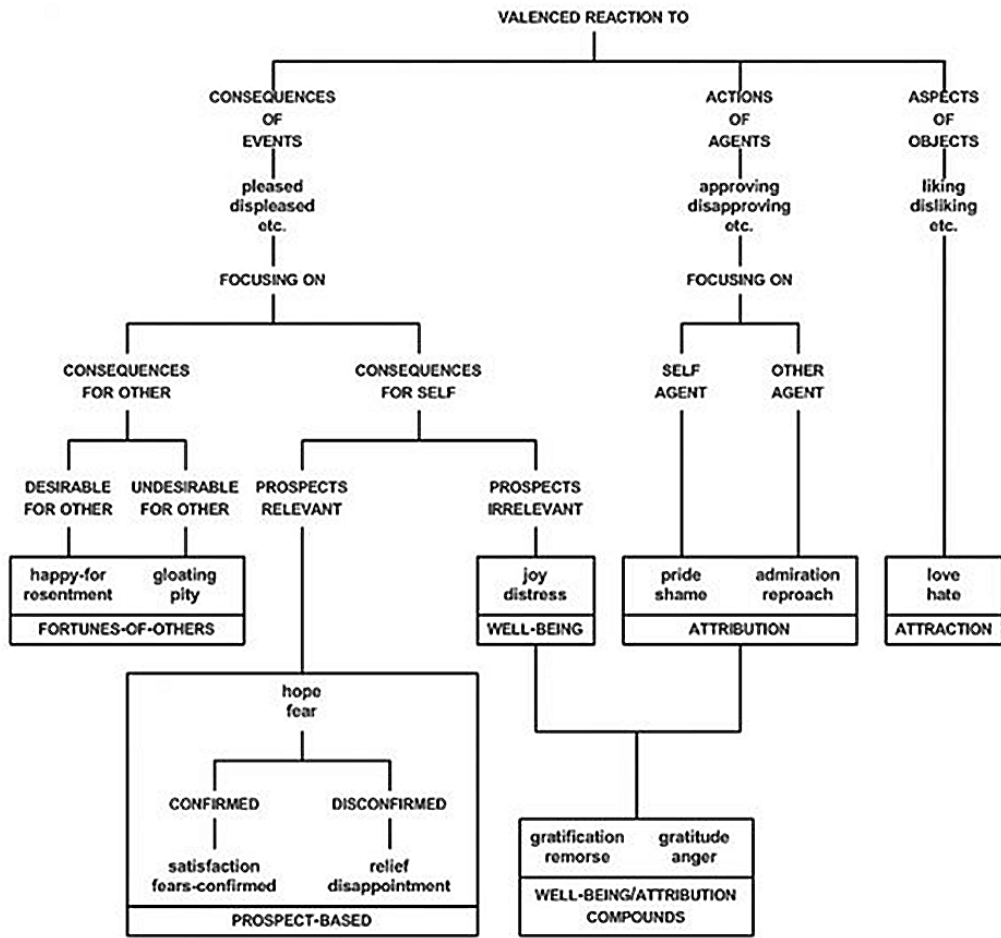 VALENCED REACTION TO
CONSEQUENCES
OF
EVENTS
ACTIONS
OF
AGENTS
ASPECTS
OF
OBJECTS
pleased
displeased
etc.
approving
disapproving
etc.
liking
disliking
etc.
FOCUSING ON
FOCUSING ON
CONSEQUENCES
FOR OTHER
CONSEQUENCES
FOR SELF
SELF
AGENT
OTHER
AGENT
DESIRABLE
FOR OTHER
UNDESIRABLE
FOR OTHER
PROSPECTS
RELEVANT
PROSPECTS
IRRELEVANT
happy-for
resentment
gloating
pity
FORTUNES-OF-OTHERS
joy
distress
WELL-BEING
pride
shame
admiration
reproach
ATTRIBUTION
love
hate
ATTRACTION
hope
fear
CONFIRMED
DISCONFIRMED
satisfaction
fears-confirmed
relief
disappointment
PROSPECT-BASED
gratification
remorse
gratitude
anger
WELL-BEING/ATTRIBUTION
COMPOUNDS